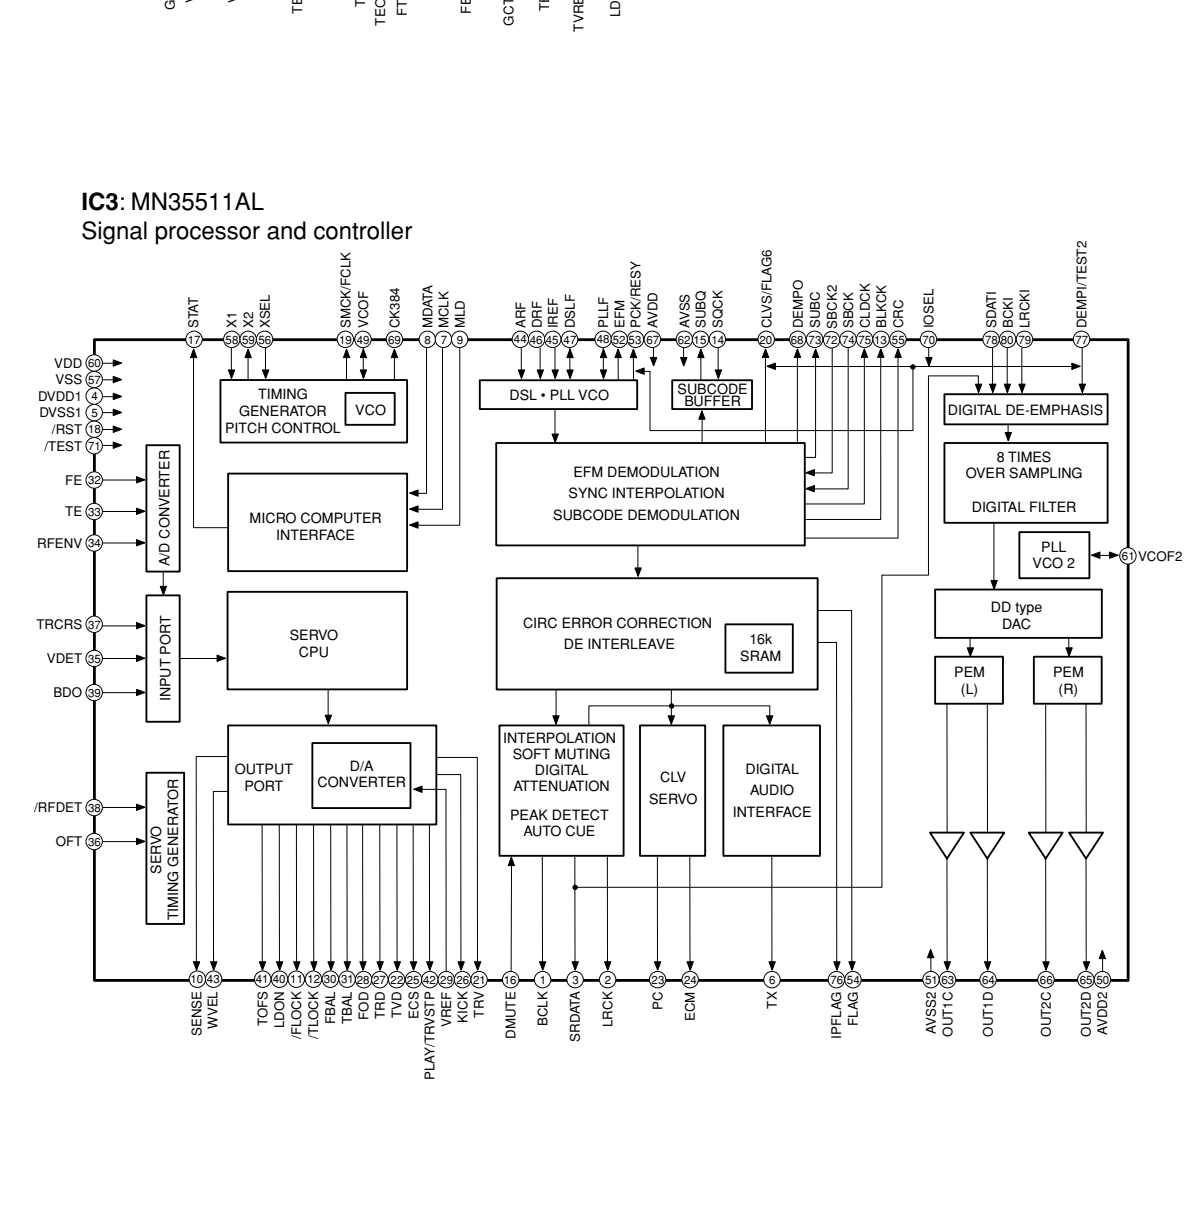 IC3: MN35511AL
Signal processor and controller
STAT
X1
X2
XSEL
SMCK/FCLK
VCOF
CK384
MDATA
MCLK
MLD
ARF
DRF
IREF
DSLF
PLLF
EFM
PCK/RESY
AVDD
AVSS
SUBQ
SQCK
CLVS/FLAG6
DEMPO
SUBC
SBCK2
SBCK
CLDCK
BLKCK
CRC
IOSEL
SDATI
BCKI
LRCKI
DEMPI/TEST2
17 58 59 56 19 49 69 8 7 9 44 46 45 47 48 52 53 67 62 15 14 20 68 73 72 74 75 13 55 70 78 80 79 77
VDD 60
VSS 57
DVDD1 4
DVSS1 5
/RST 18
/TEST 71
FE 32
TE 33
RFENV 34
TRCRS 37
VDET 35
BDO 39
/RFDET 38
OFT 36
A/D CONVERTER
INPUT PORT
SERVO
TIMING GENERATOR
TIMING
GENERATOR
PITCH CONTROL
VCO
MICRO COMPUTER
INTERFACE
SERVO
CPU
OUTPUT
PORT
D/A
CONVERTER
DSL • PLL VCO
SUBCODE
BUFFER
EFM DEMODULATION
SYNC INTERPOLATION
SUBCODE DEMODULATION
CIRC ERROR CORRECTION
DE INTERLEAVE
16k
SRAM
INTERPOLATION
SOFT MUTING
DIGITAL
ATTENUATION
PEAK DETECT
AUTO CUE
CLV
SERVO
DIGITAL
AUDIO
INTERFACE
DIGITAL DE-EMPHASIS
8 TIMES
OVER SAMPLING
DIGITAL FILTER
PLL
VCO 2
61 VCOF2
DD type
DAC
PEM
(L)
PEM
(R)
10 43 41 40 11 12 30 31 28 27 22 25 42 29 26 21 16 1 3 2 23 24 6 76 54 51 63 64 66 65 50
SENSE
WVEL
TOFS
LDON
/FLOCK
/TLOCK
FBAL
TBAL
FOD
TRD
TVD
ECS
PLAY/TRVSTP
VREF
KICK
TRV
DMUTE
BCLK
SRDATA
LRCK
PC
ECM
TX
IPFLAG
FLAG
AVSS2
OUT1C
OUT1D
OUT2C
OUT2D
AVDD2